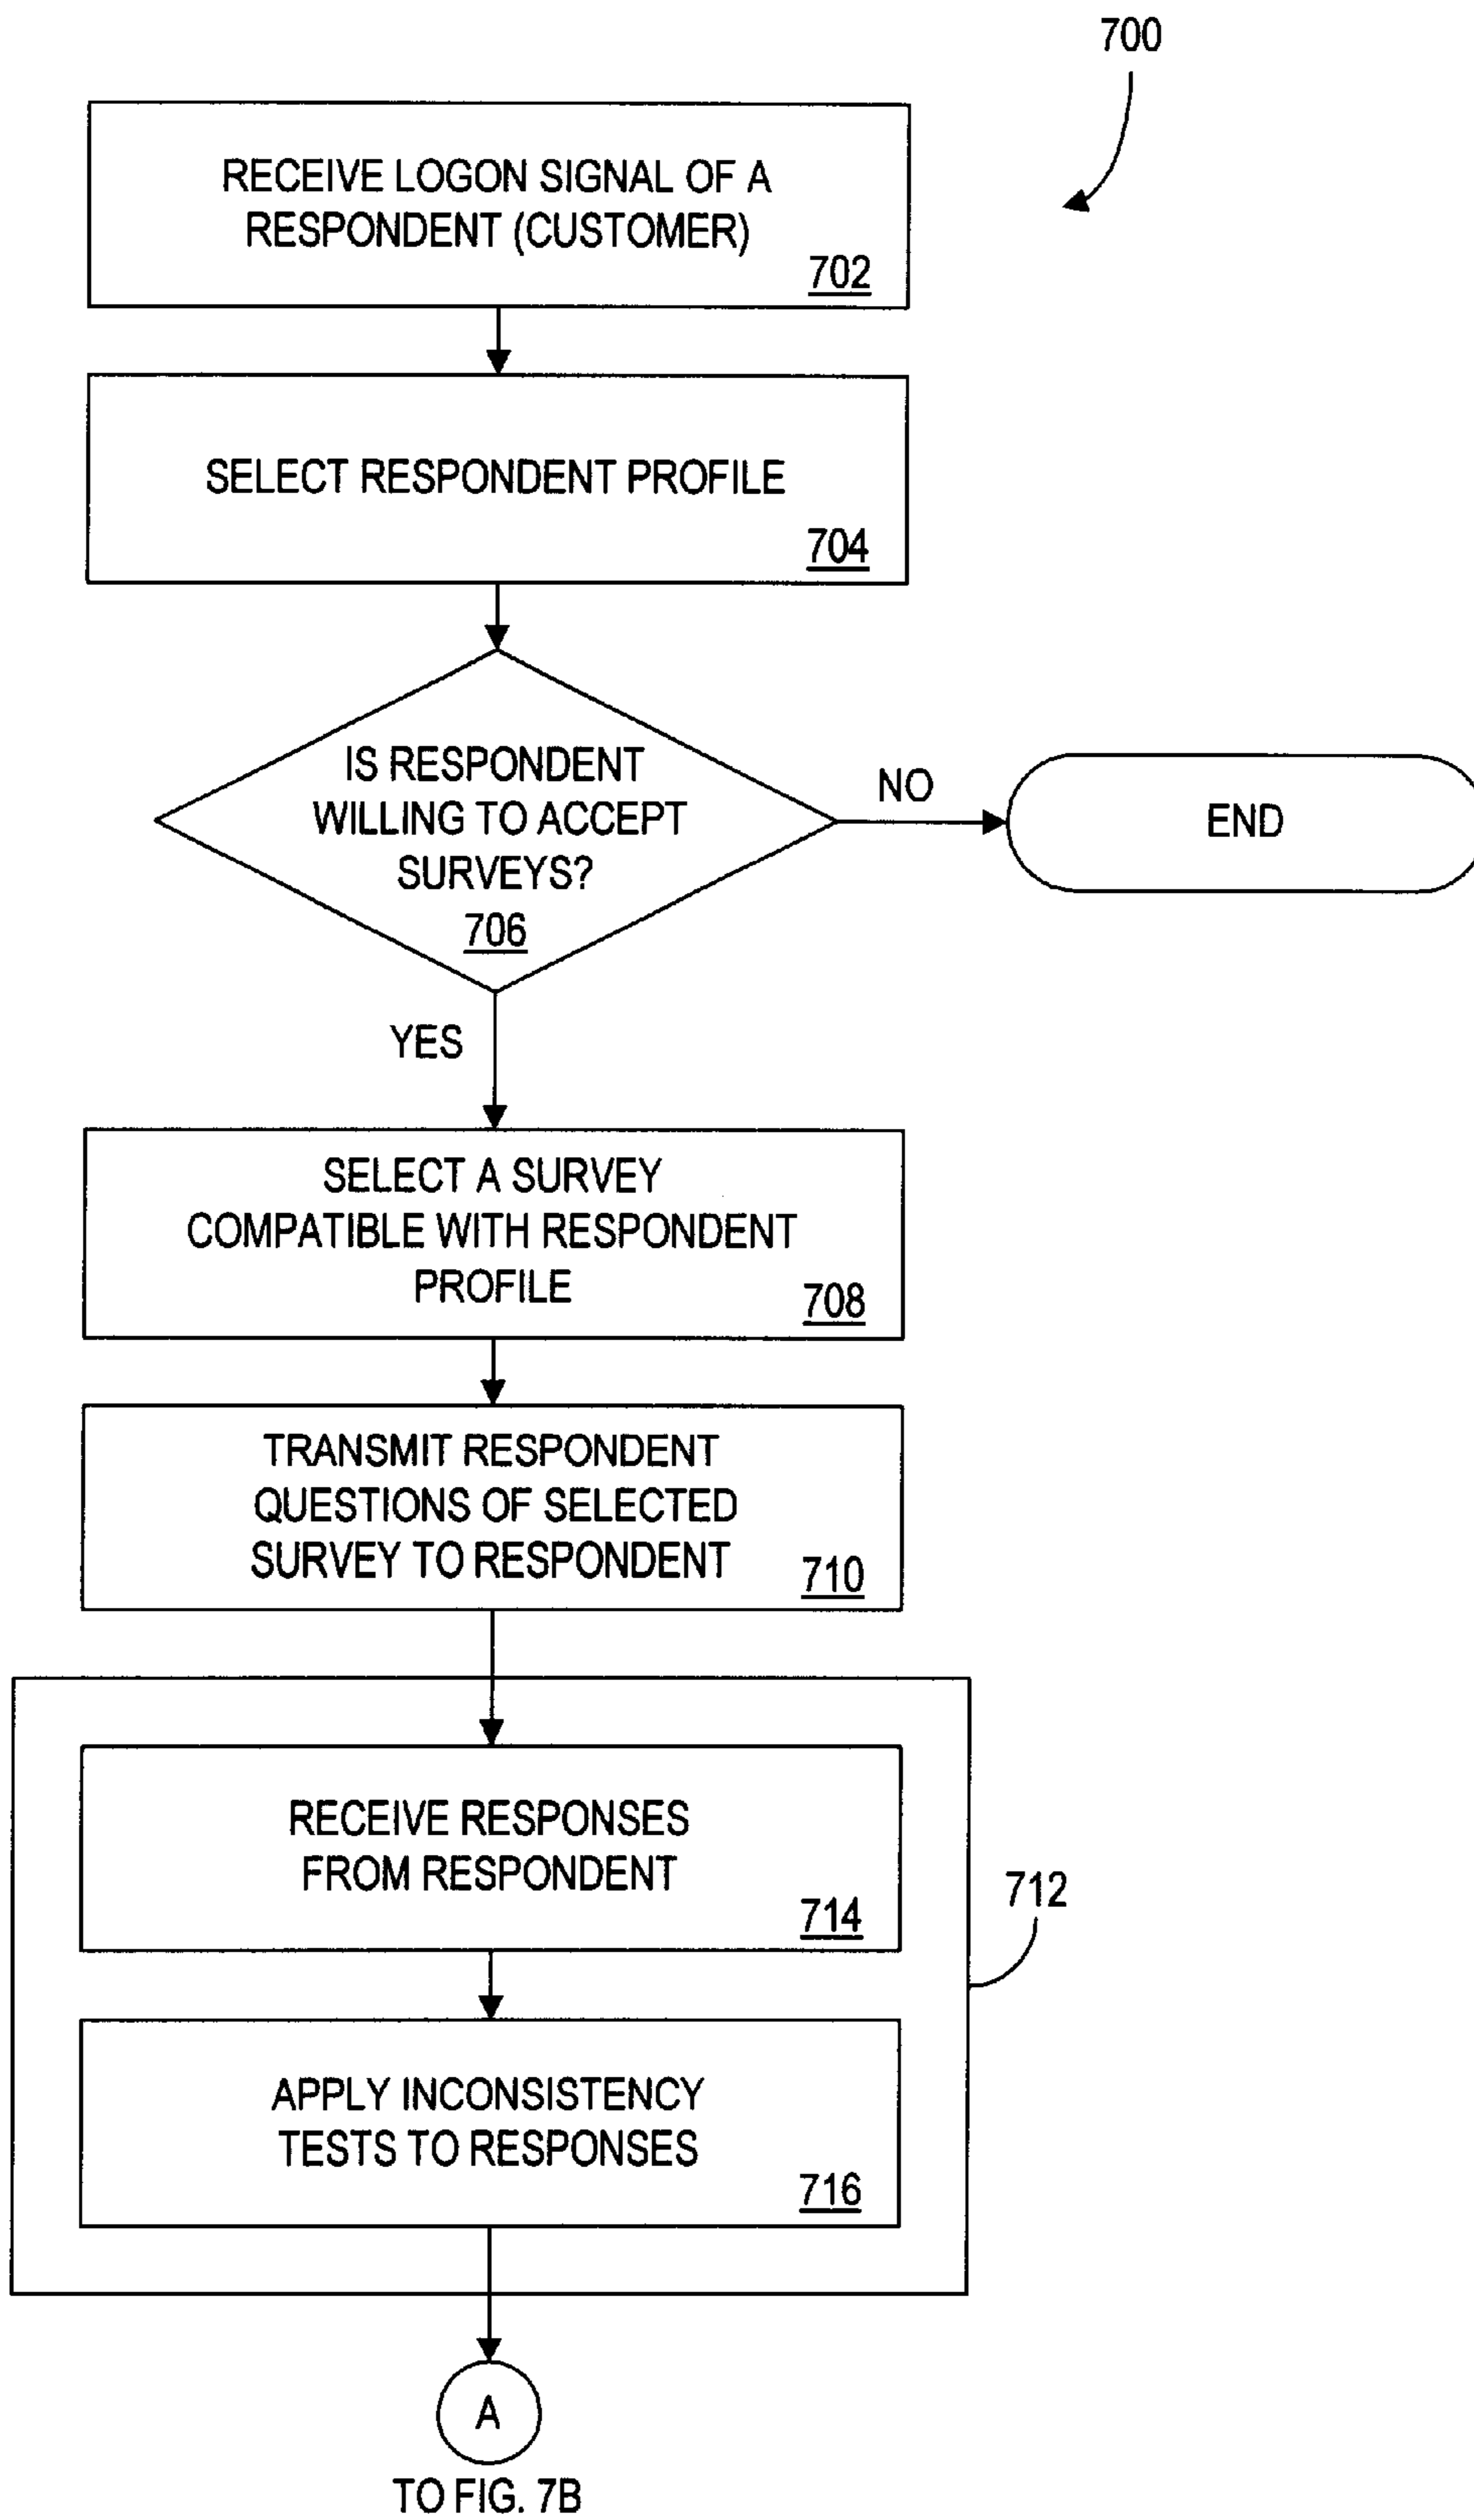 700
RECEIVE LOGON SIGNAL OF A
RESPONDENT (CUSTOMER)
702
SELECT RESPONDENT PROFILE
704
IS RESPONDENT
WILLING TO ACCEPT
SURVEYS?
706
NO
END
YES
SELECT A SURVEY
COMPATIBLE WITH RESPONDENT
PROFILE
708
TRANSMIT RESPONDENT
QUESTIONS OF SELECTED
SURVEY TO RESPONDENT
710
RECEIVE RESPONSES
FROM RESPONDENT
714
712
APPLY INCONSISTENCY
TESTS TO RESPONSES
716
A
TO FIG. 7B